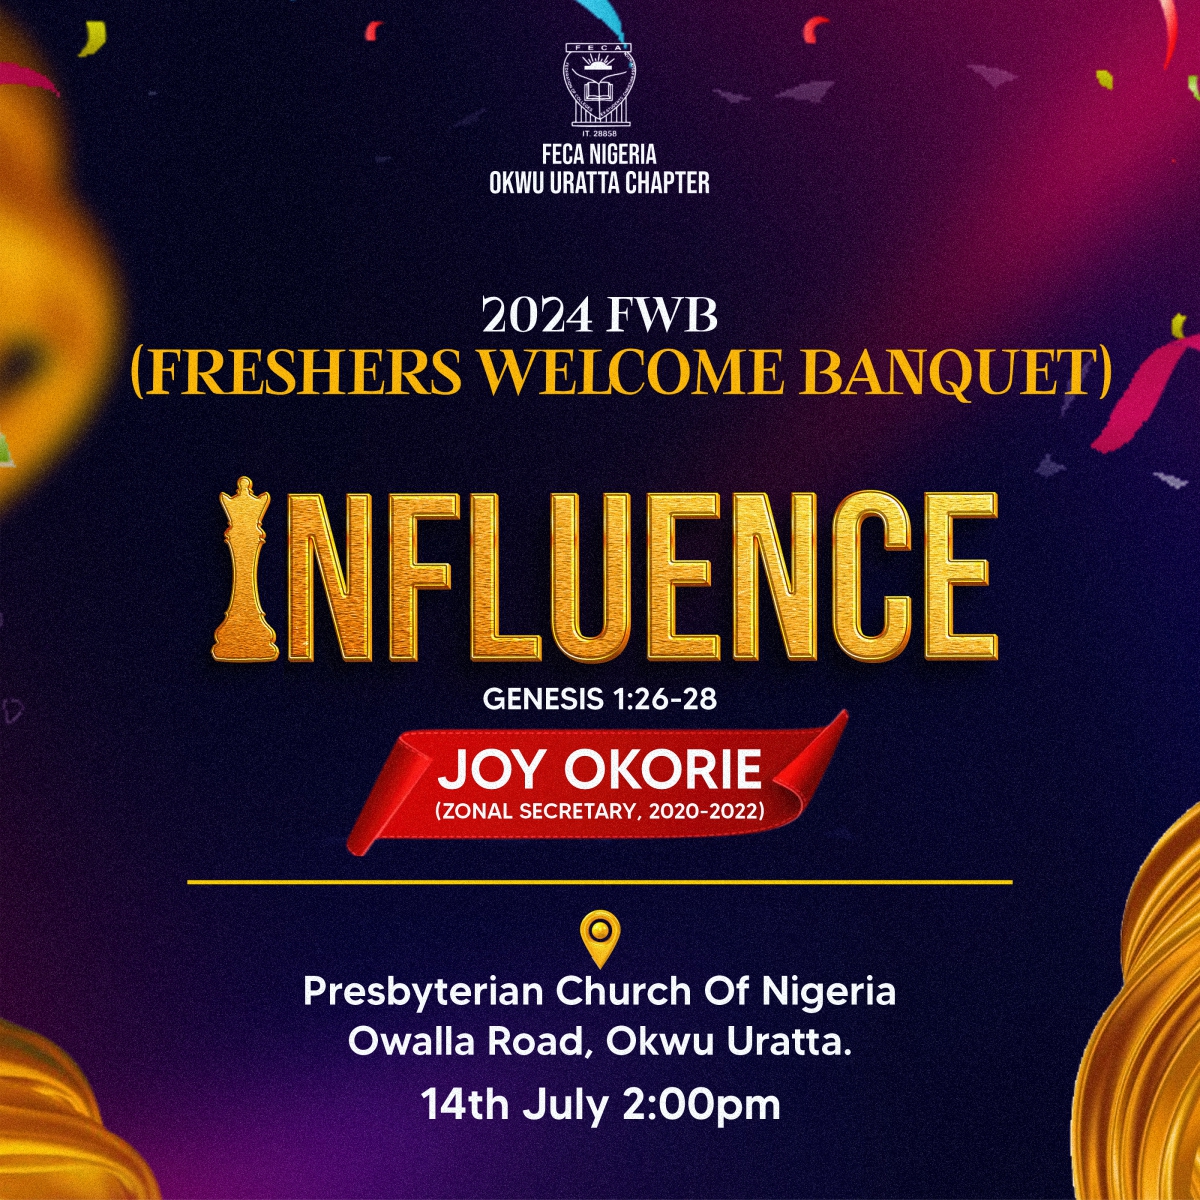 FECA
IT. 28858
FECA NIGERIA
OKWU URATTA CHAPTER
2024 FWB
(FRESHERS WELCOME BANQUET)
INFLUENCE
GENESIS 1:26-28
JOY OKORIE
(ZONAL SECRETARY, 2020-2022)
Presbyterian Church Of Nigeria
Owalla Road, Okwu Uratta.
14th July 2:00pm